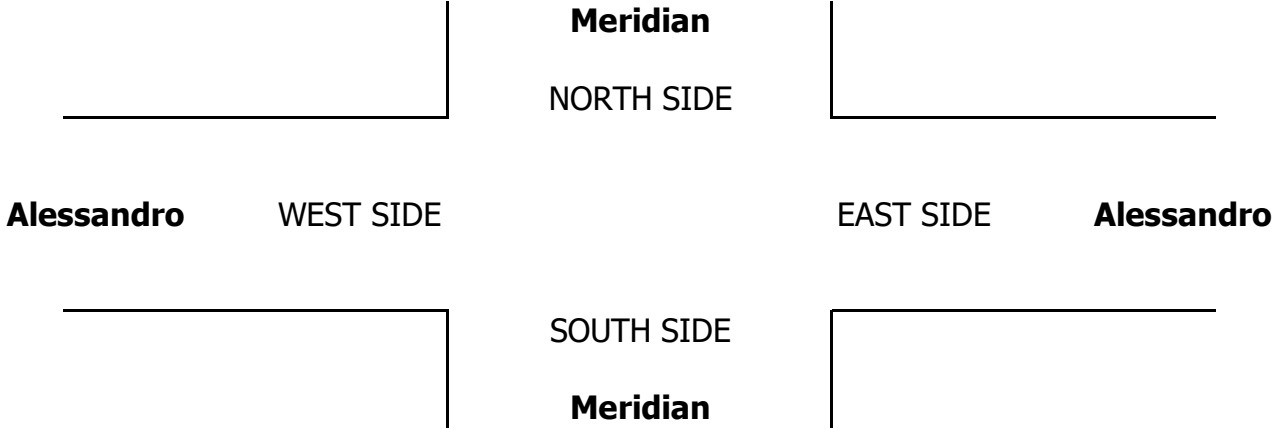 Meridian
NORTH SIDE
Alessandro WEST SIDE EAST SIDE Alessandro
SOUTH SIDE
Meridian